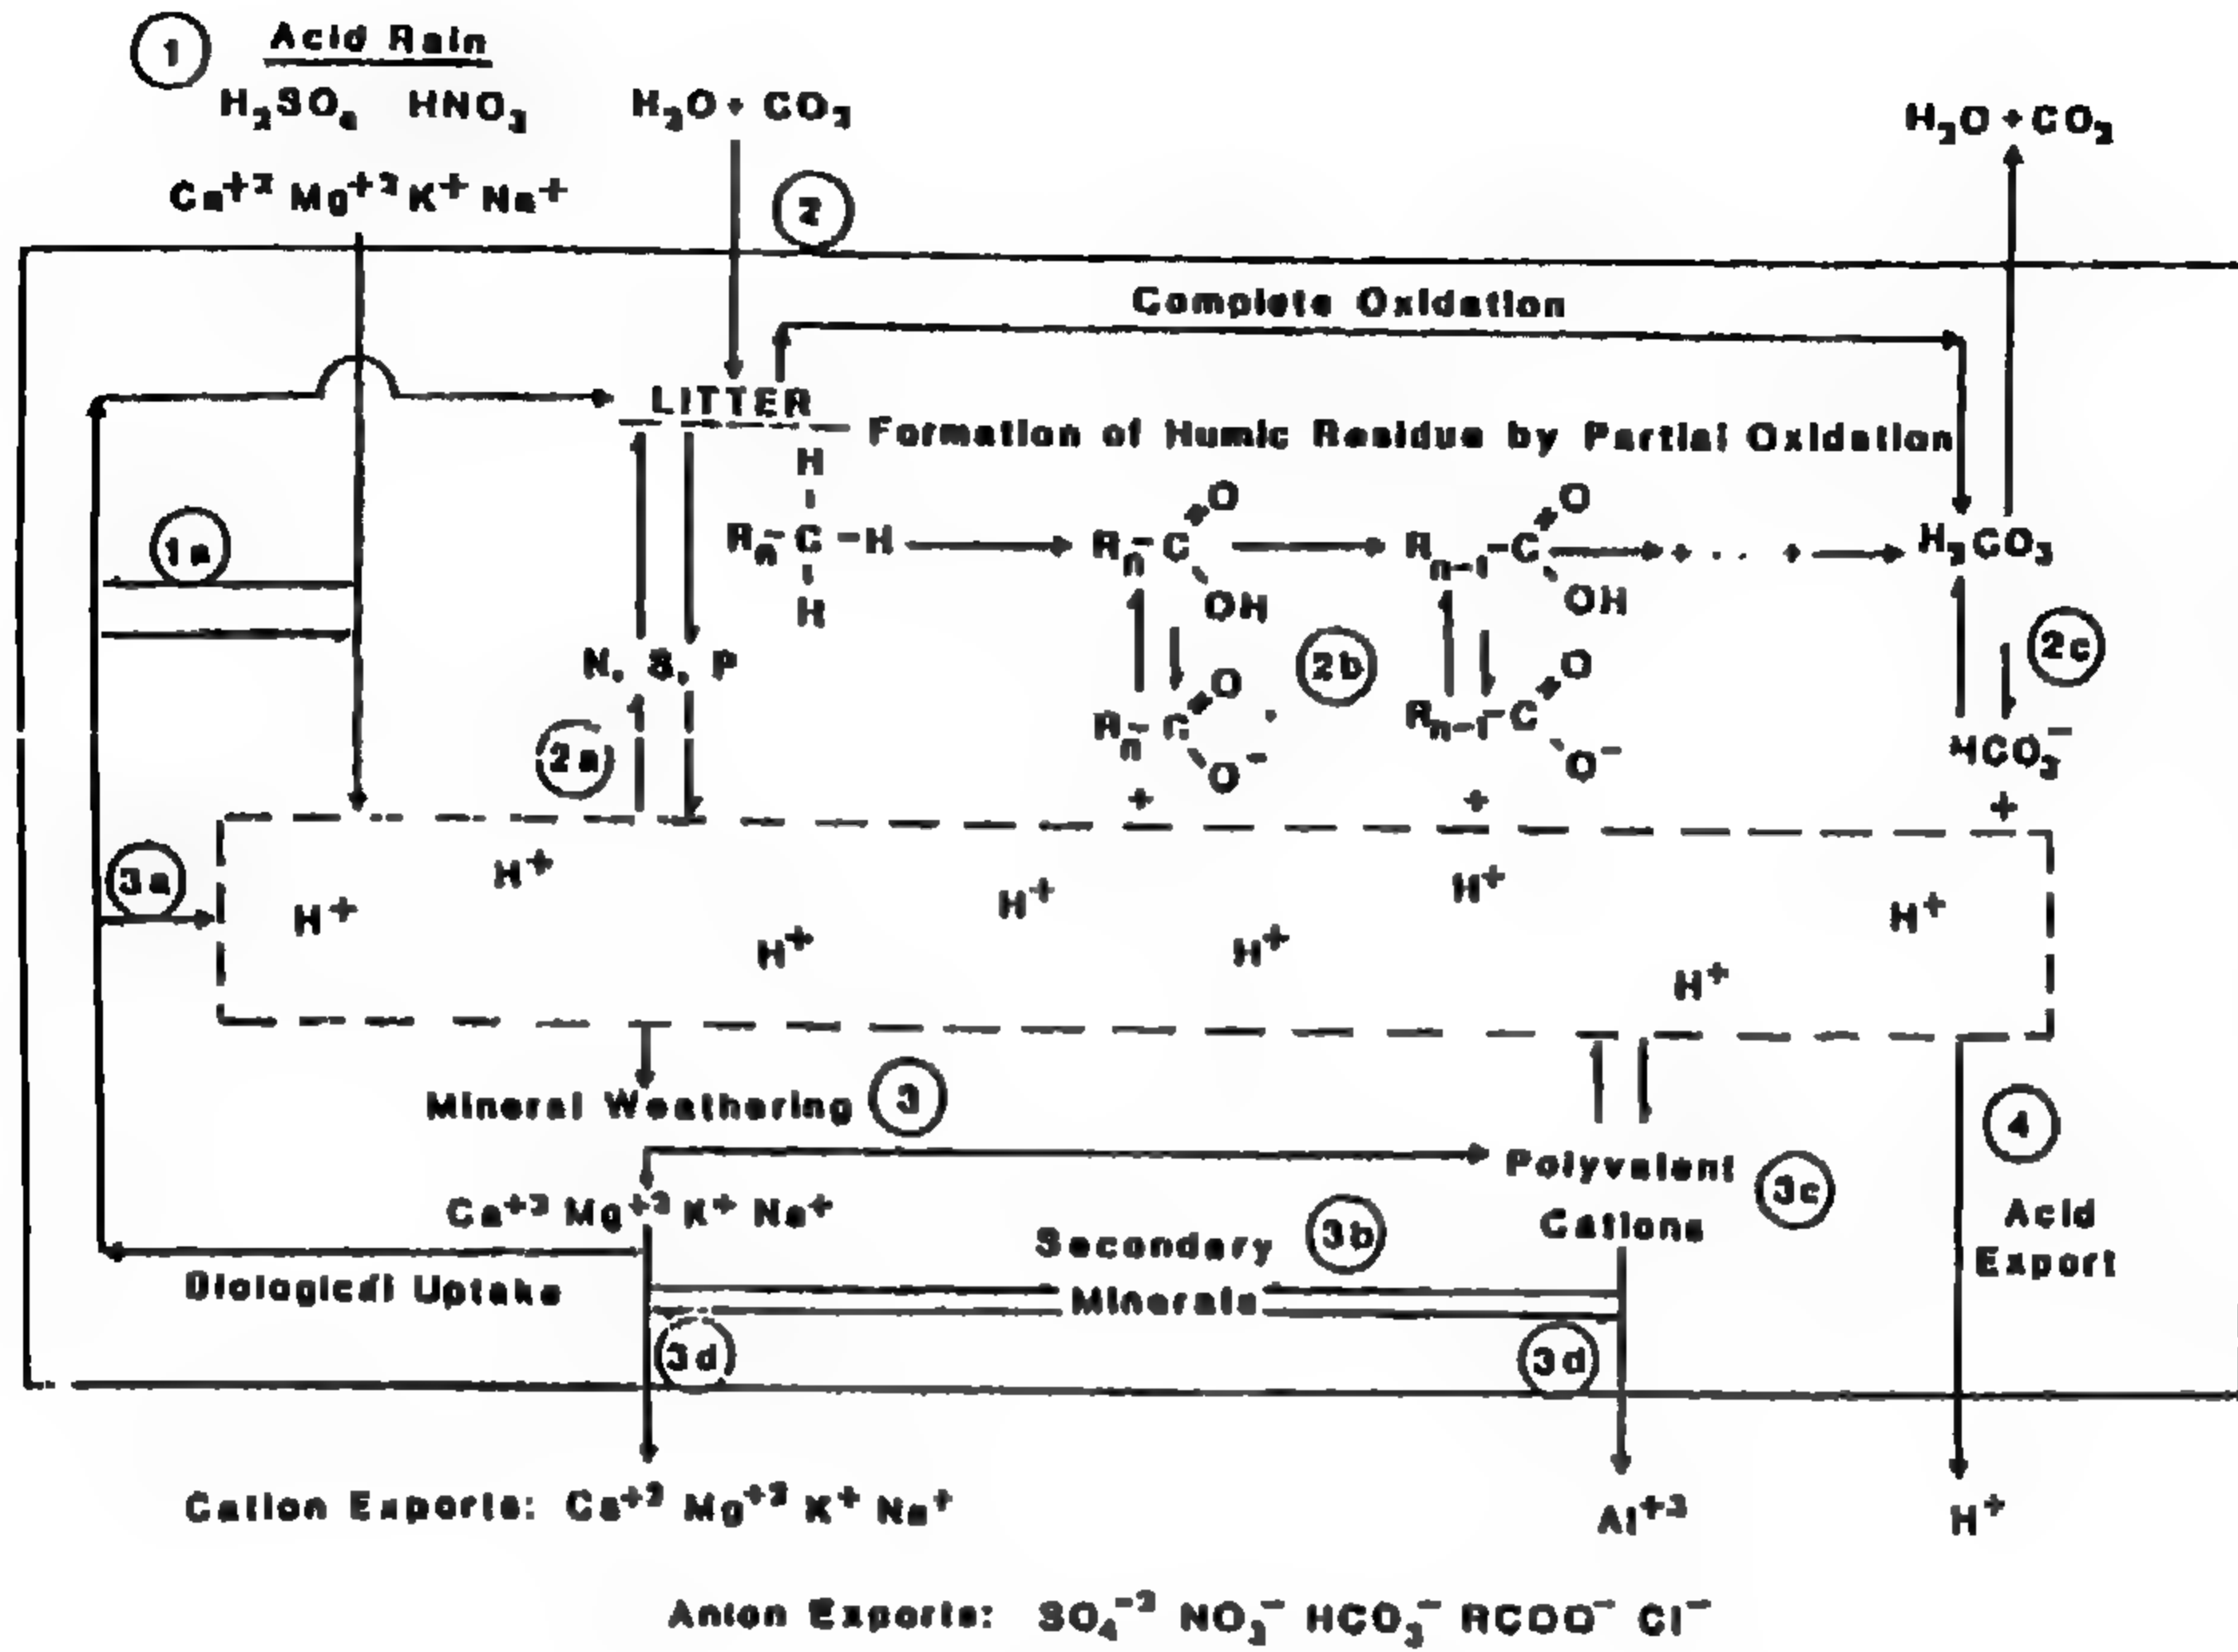 ① Acid Rain
H₂SO₄ HNO₃
H₂O + CO₂
H₂O + CO₂
Ca⁺² Mg⁺² K⁺ Na⁺
②
Complete Oxidation
LITTER
Formation of Humic Residue by Partial Oxidation
H
O
O
1a
Rₙ-C-H
Rₙ-C
Rₙ₋₁-C
+ . . +
H₂CO₃
H
OH
OH
N, S, P
2b
2c
O
O
2a
Rₙ-C
Rₙ₋₁-C
HCO₃⁻
O⁻
O⁻
+
+
+
3a
H⁺
H⁺
H⁺
H⁺
H⁺
H⁺
H⁺
H⁺
Mineral Weathering ③
④
Polyvalent
Cations
3c
Ca⁺² Mg⁺² K⁺ Na⁺
Acid
Export
Secondary
Minerals
3b
Biological Uptake
3d
3d
Cation Exports: Ca⁺² Mg⁺² K⁺ Na⁺
Al⁺³
H⁺
Anion Exports: SO₄⁻² NO₃⁻ HCO₃⁻ RCOO⁻ Cl⁻